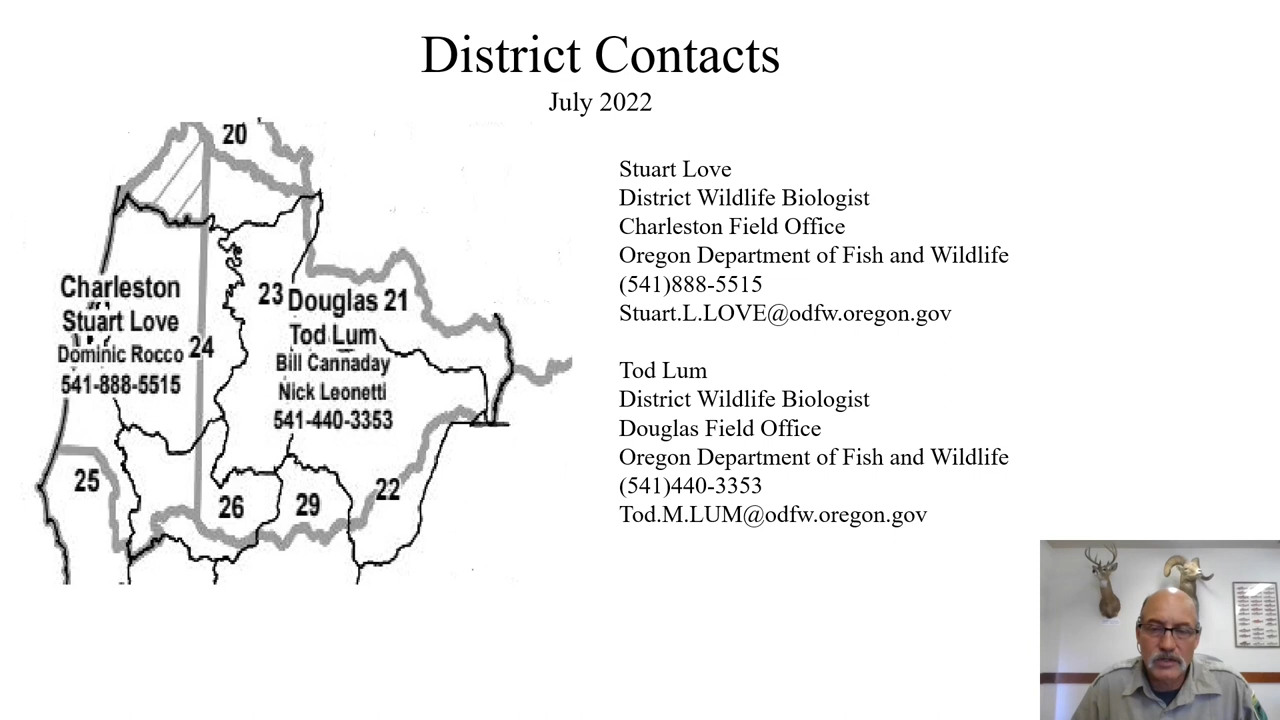 District Contacts
July 2022
20
Stuart Love
District Wildlife Biologist
Charleston Field Office
Oregon Department of Fish and Wildlife
(541)888-5515
Stuart.L.LOVE@odfw.oregon.gov
Tod Lum
District Wildlife Biologist
Douglas Field Office
Oregon Department of Fish and Wildlife
(541)440-3353
Tod.M.LUM@odfw.oregon.gov
Charleston
Stuart Love
Dominic Rocco
541-888-5515
24
23
Douglas 21
Tod Lum
Bill Cannaday
Nick Leonetti
541-440-3353
25
26
29
22